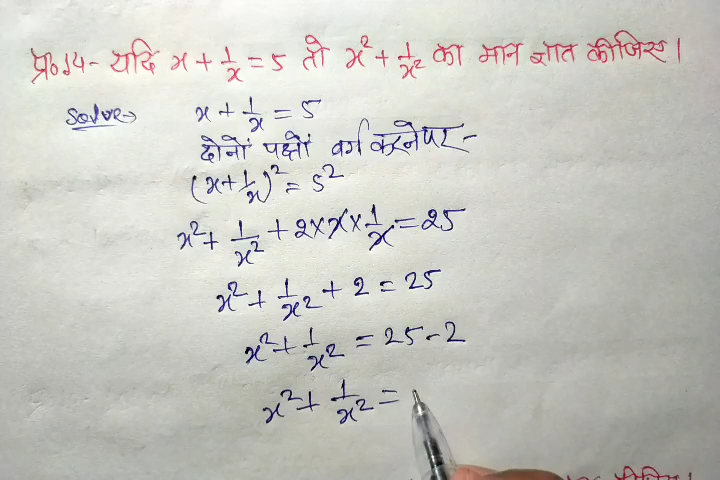 प्र०14- यदि x + 1/x = 5 तो x² + 1/x² का मान ज्ञात कीजिए।
Solve→ x + 1/x = 5
दोनों पक्षों वर्ग करनेपर-
(x + 1/x)² = 5²
x² + 1/x² + 2×x×1/x = 25
x² + 1/x² + 2 = 25
x² + 1/x² = 25 - 2
x² + 1/x² =